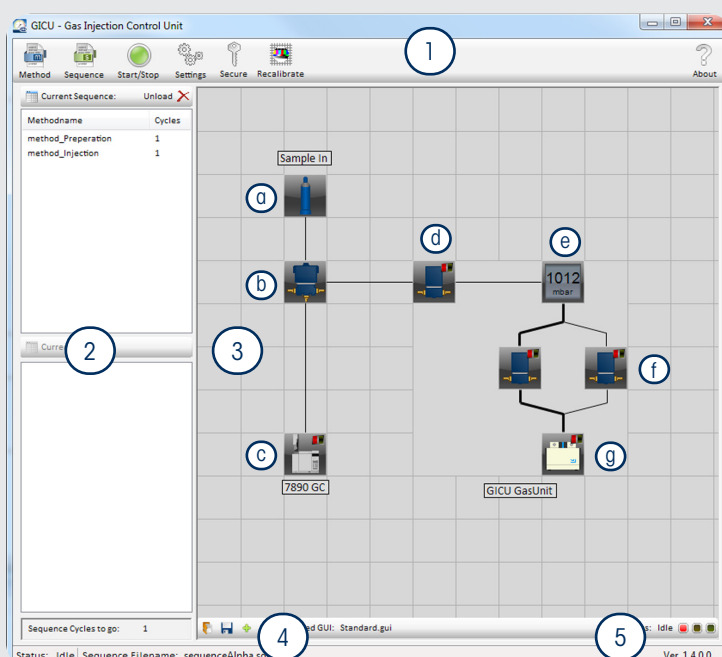 GICU - Gas Injection Control Unit
1
Method Sequence Start/Stop Settings Secure Recalibrate About
Current Sequence: Unload
Methodname Cycles
method_Preperation 1
method_Injection 1
Sample In
a
d
e
b
1012
mbar
2
3
f
c
g
7890 GC
GICU GasUnit
Sequence Cycles to go: 1
4
GUI: Standard.gui
5
Idle
Status: Idle Sequence Filename: Ver. 1.4.0.0